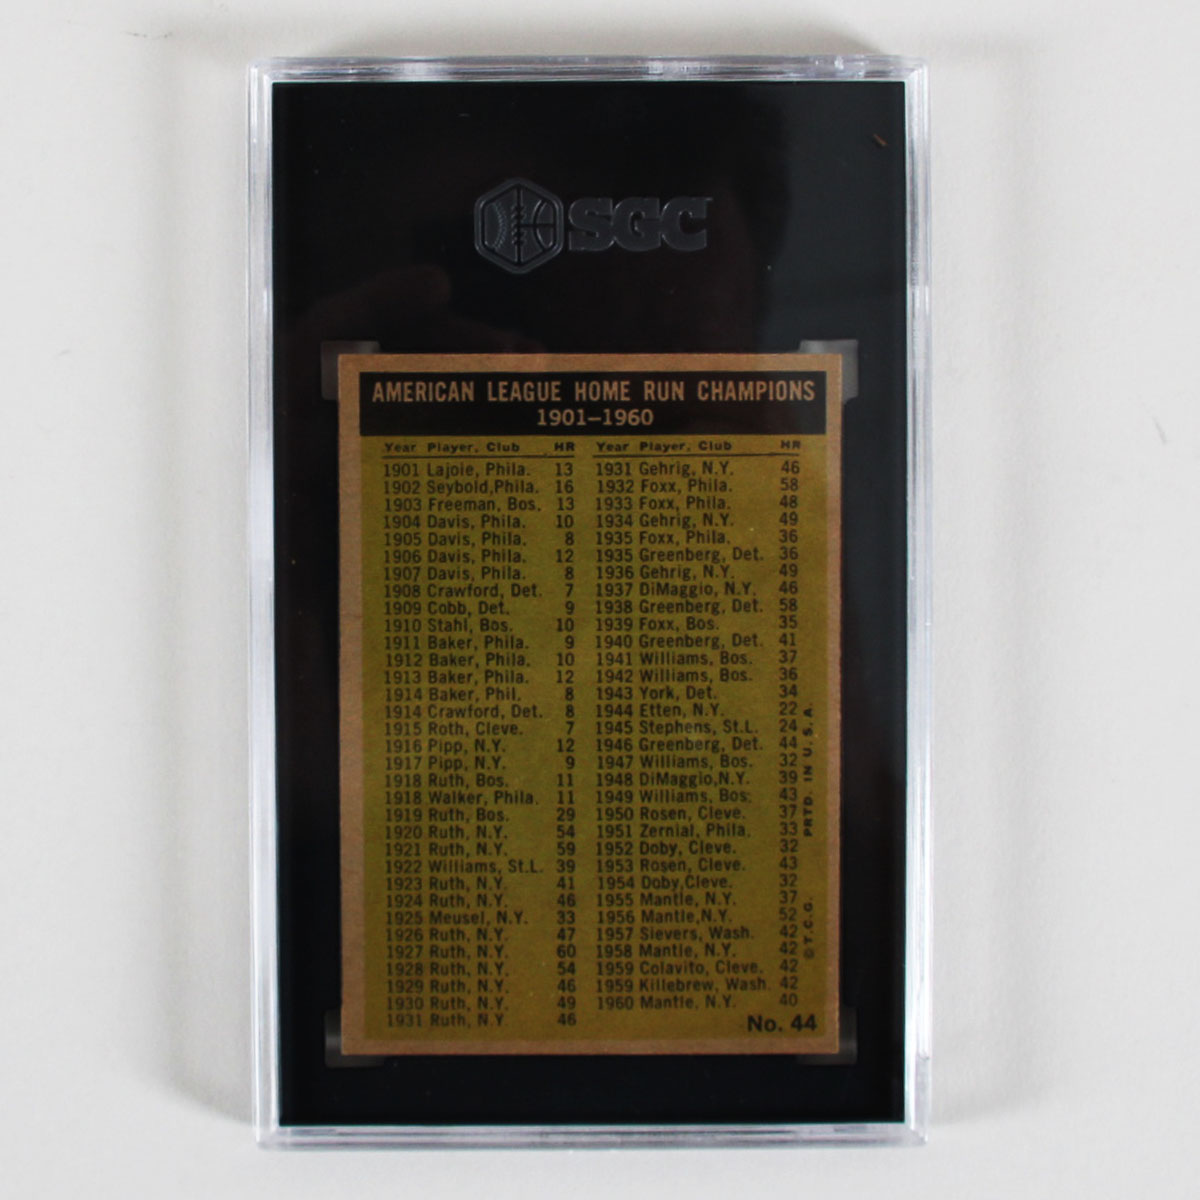 SGC
AMERICAN LEAGUE HOME RUN CHAMPIONS
1901–1960
Year Player, Club HR
1901 Lajoie, Phila. 13
1902 Seybold,Phila. 16
1903 Freeman, Bos. 13
1904 Davis, Phila. 10
1905 Davis, Phila. 8
1906 Davis, Phila. 12
1907 Davis, Phila. 8
1908 Crawford, Det. 7
1909 Cobb, Det. 9
1910 Stahl, Bos. 10
1911 Baker, Phila. 9
1912 Baker, Phila. 10
1913 Baker, Phila. 12
1914 Baker, Phil. 8
1914 Crawford, Det. 8
1915 Roth, Cleve. 7
1916 Pipp, N.Y. 12
1917 Pipp, N.Y. 9
1918 Ruth, Bos. 11
1918 Walker, Phila. 11
1919 Ruth, Bos. 29
1920 Ruth, N.Y. 54
1921 Ruth, N.Y. 59
1922 Williams, St.L. 39
1923 Ruth, N.Y. 41
1924 Ruth, N.Y. 46
1925 Meusel, N.Y. 33
1926 Ruth, N.Y. 47
1927 Ruth, N.Y. 60
1928 Ruth, N.Y. 54
1929 Ruth, N.Y. 46
1930 Ruth, N.Y. 49
1931 Ruth, N.Y. 46
Year Player, Club HR
1931 Gehrig, N.Y. 46
1932 Foxx, Phila. 58
1933 Foxx, Phila. 48
1934 Gehrig, N.Y. 49
1935 Foxx, Phila. 36
1935 Greenberg, Det. 36
1936 Gehrig, N.Y. 49
1937 DiMaggio, N.Y. 46
1938 Greenberg, Det. 58
1939 Foxx, Bos. 35
1940 Greenberg, Det. 41
1941 Williams, Bos. 37
1942 Williams, Bos. 36
1943 York, Det. 34
1944 Etten, N.Y. 22
1945 Stephens, St.L. 24
1946 Greenberg, Det. 44
1947 Williams, Bos. 32
1948 DiMaggio,N.Y. 39
1949 Williams, Bos. 43
1950 Rosen, Cleve. 37
1951 Zernial, Phila. 33
1952 Doby, Cleve. 32
1953 Rosen, Cleve. 43
1954 Doby,Cleve. 32
1955 Mantle, N.Y. 37
1956 Mantle,N.Y. 52
1957 Sievers, Wash. 42
1958 Mantle, N.Y. 42
1959 Colavito, Cleve. 42
1959 Killebrew, Wash. 42
1960 Mantle, N.Y. 40
No. 44
©T.C.G. PRTD. IN U.S.A.